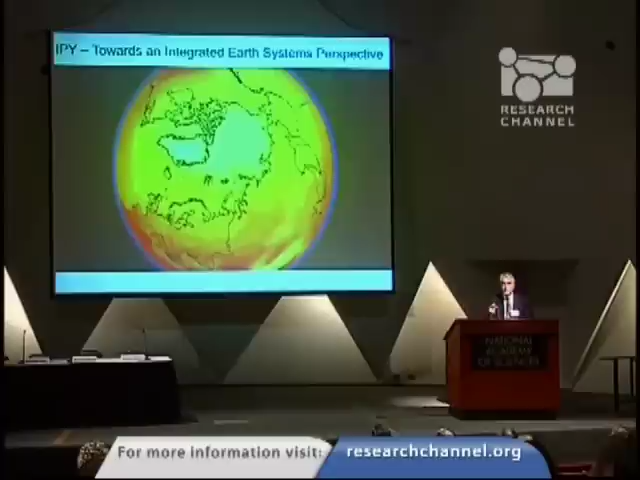 IPY – Towards an Integrated Earth Systems Perspective
RESEARCH
CHANNEL
NATIONAL
ACADEMY
OF SCIENCES
For more information visit:
researchchannel.org